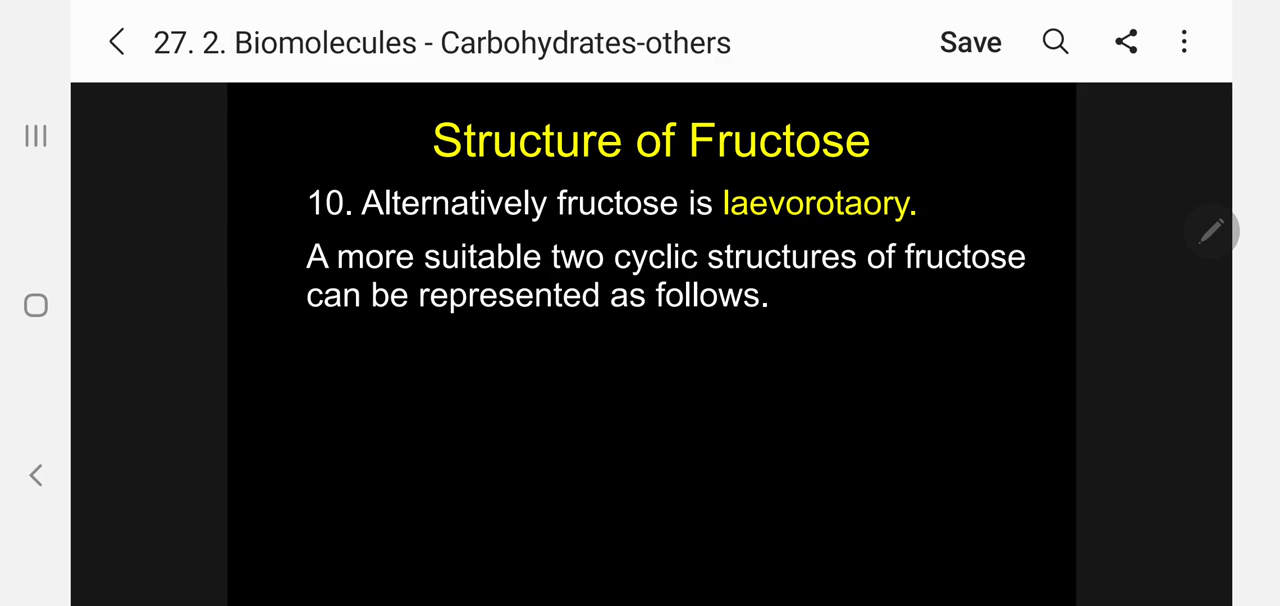 27. 2. Biomolecules - Carbohydrates-others Save
Structure of Fructose
10. Alternatively fructose is laevorotaory.
A more suitable two cyclic structures of fructose
can be represented as follows.